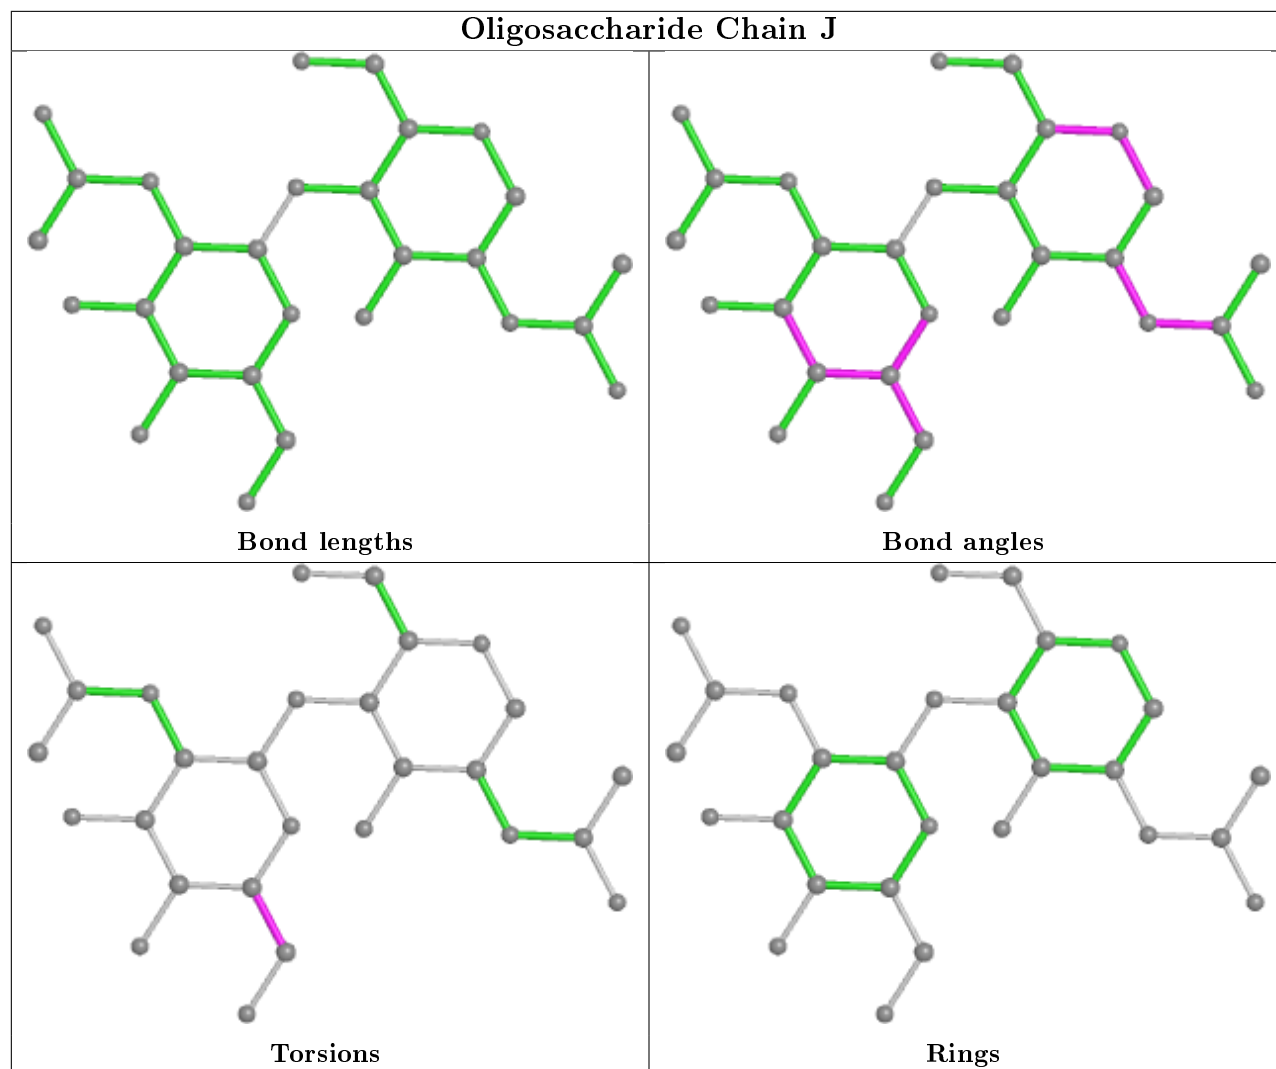 Oligosaccharide Chain J
Bond lengths
Bond angles
Torsions
Rings